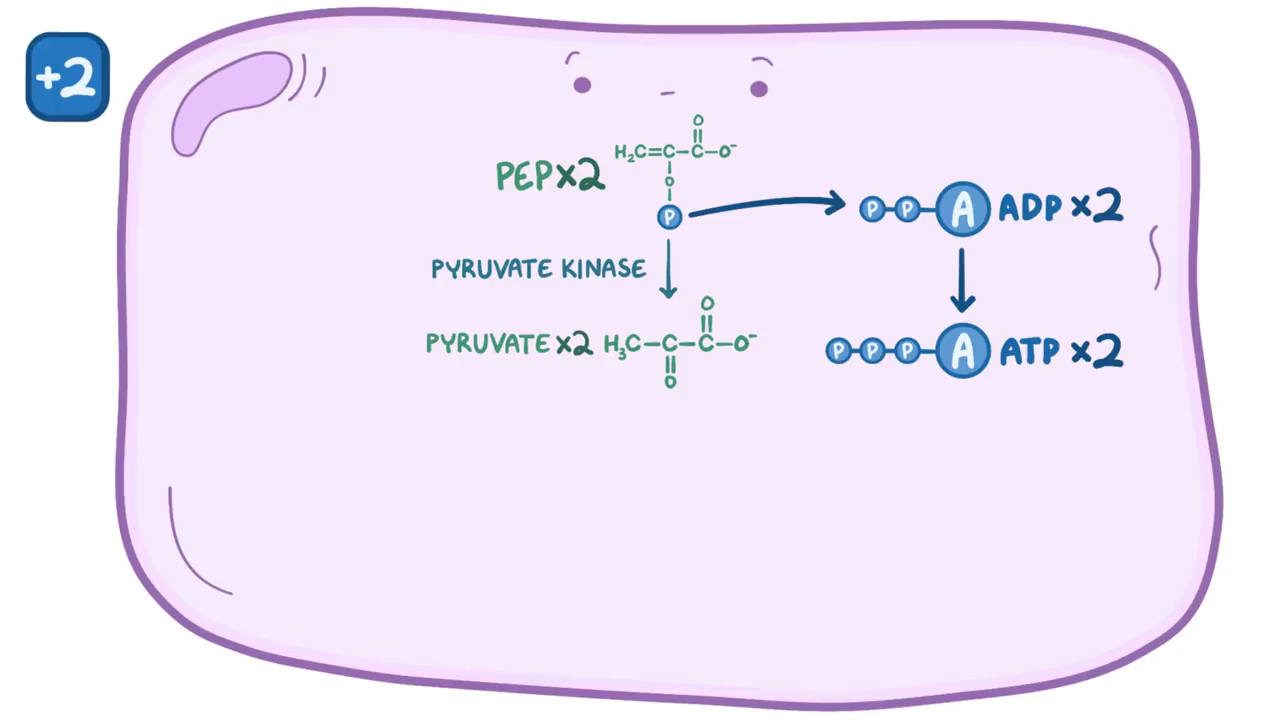 +2
O
||
H₂C=C–C–O⁻
PEP x2
|
O
|
P
P–P–A ADP x2
PYRUVATE KINASE
O
||
PYRUVATE x2 H₃C–C–C–O⁻
||
O
P–P–P–A ATP x2